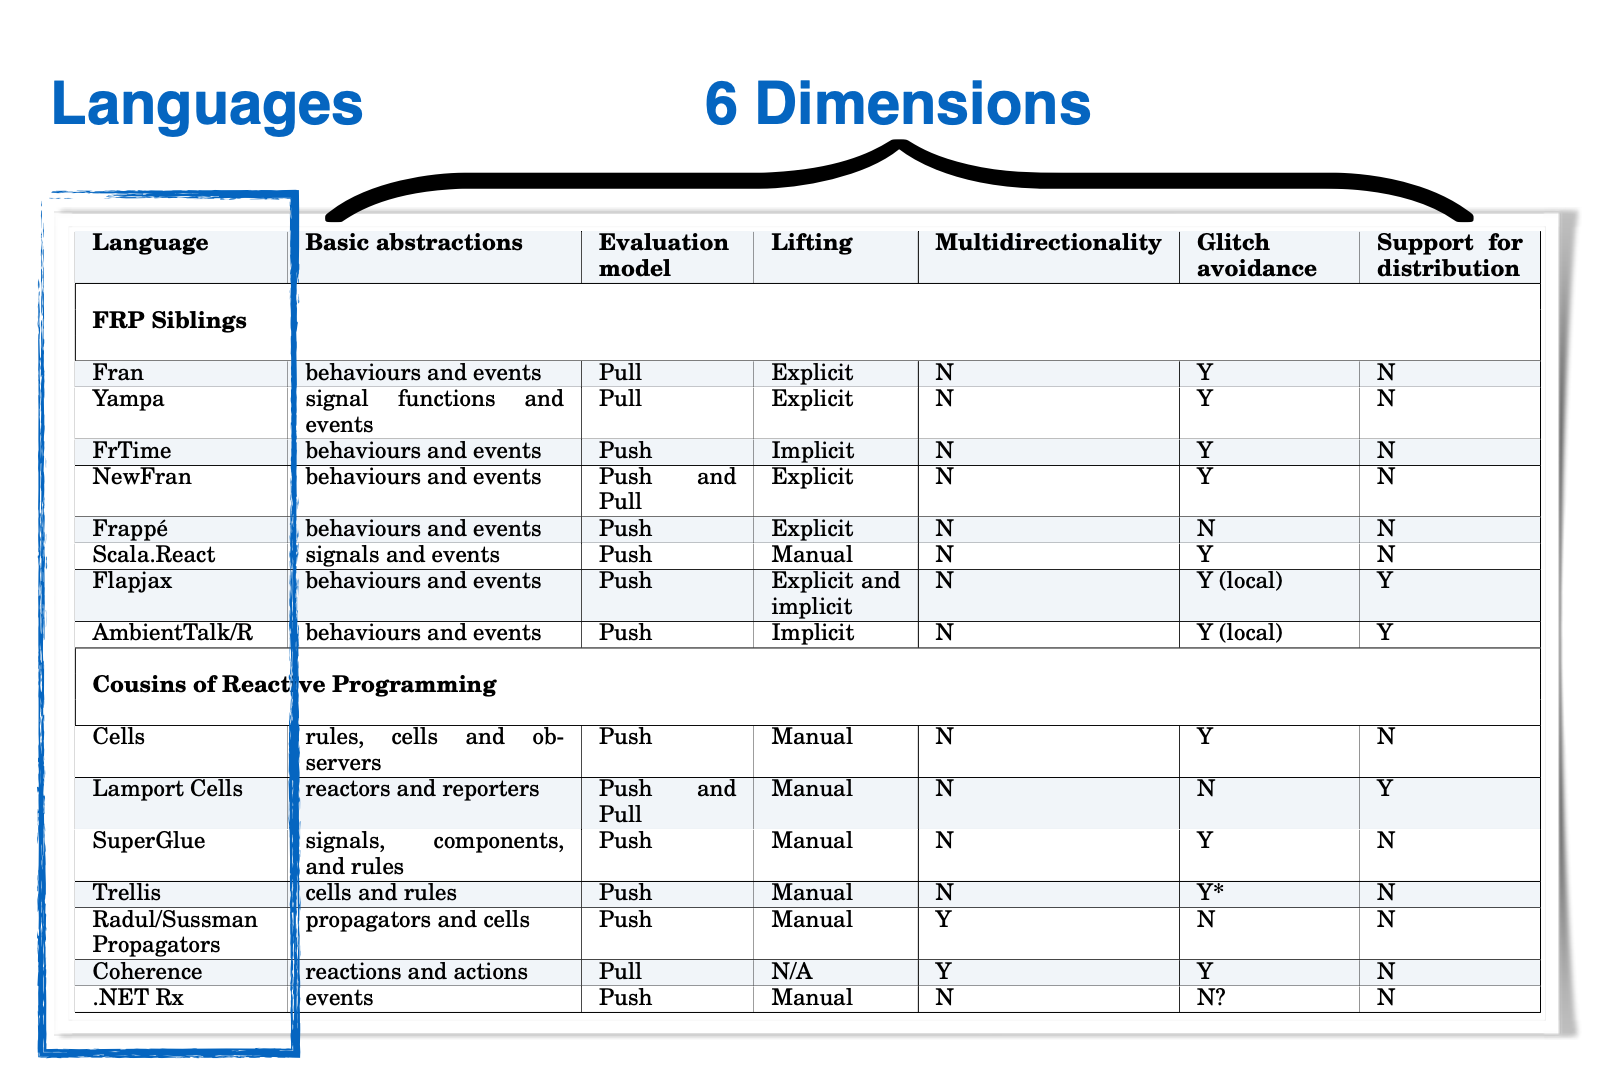 Languages 6 Dimensions
Language Basic abstractions Evaluation Lifting Multidirectionality Glitch Support for
model avoidance distribution
FRP Siblings
Fran behaviours and events Pull Explicit N Y N
Yampa signal functions and Pull Explicit N Y N
events
FrTime behaviours and events Push Implicit N Y N
NewFran behaviours and events Push and Explicit N Y N
Pull
Frappé behaviours and events Push Explicit N N N
Scala.React signals and events Push Manual N Y N
Flapjax behaviours and events Push Explicit and N Y (local) Y
implicit
AmbientTalk/R behaviours and events Push Implicit N Y (local) Y
Cousins of Reactive Programming
Cells rules, cells and ob- Push Manual N Y N
servers
Lamport Cells reactors and reporters Push and Manual N N Y
Pull
SuperGlue signals, components, Push Manual N Y N
and rules
Trellis cells and rules Push Manual N Y* N
Radul/Sussman propagators and cells Push Manual Y N N
Propagators
Coherence reactions and actions Pull N/A Y Y N
.NET Rx events Push Manual N N? N